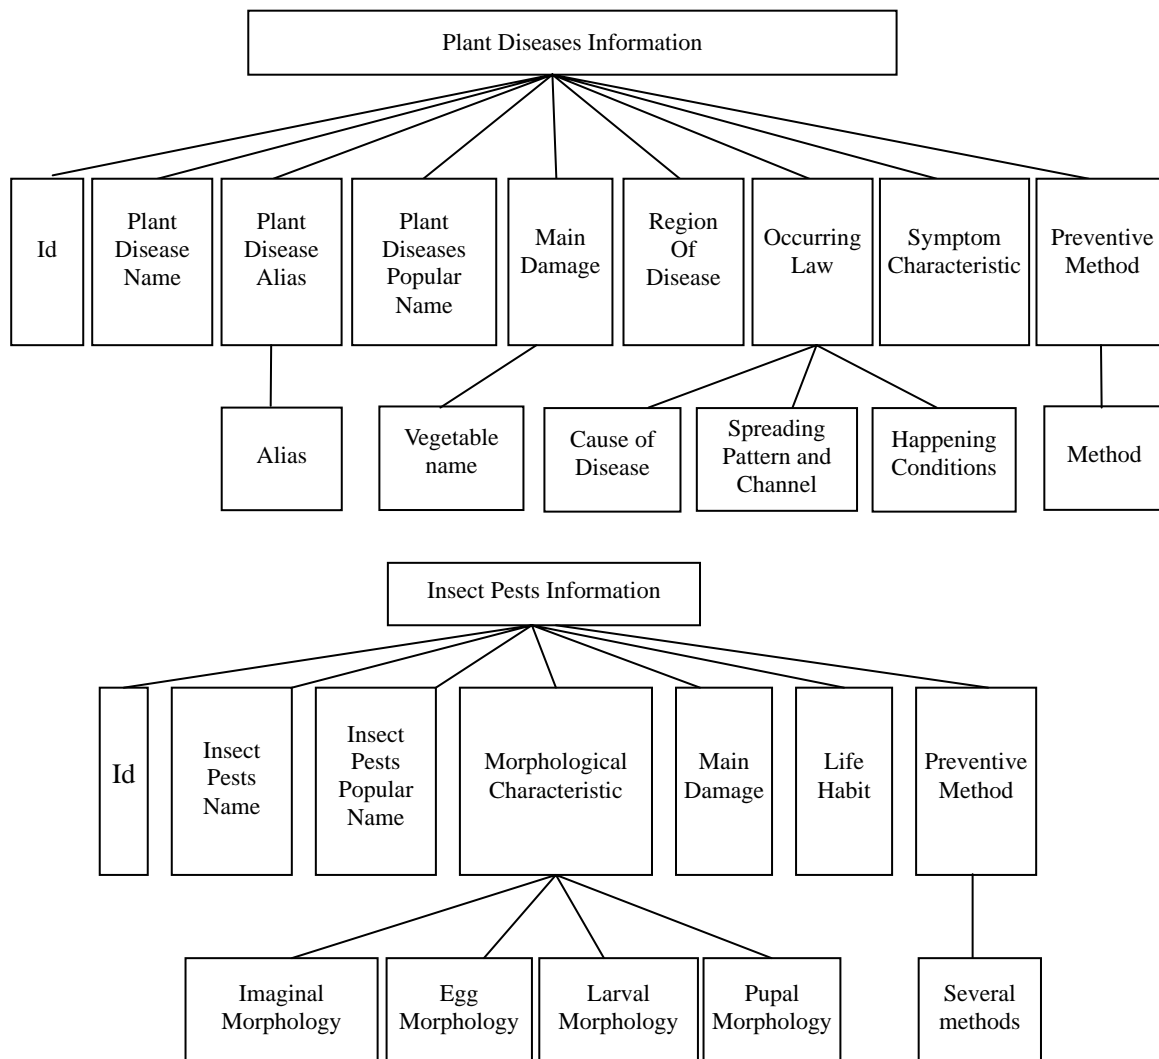 Plant Diseases Information
Id
Plant
Disease
Name
Plant
Disease
Alias
Plant
Diseases
Popular
Name
Main
Damage
Region
Of
Disease
Occurring
Law
Symptom
Characteristic
Preventive
Method
Alias
Vegetable
name
Cause of
Disease
Spreading
Pattern and
Channel
Happening
Conditions
Method
Insect Pests Information
Id
Insect
Pests
Name
Insect
Pests
Popular
Name
Morphological
Characteristic
Main
Damage
Life
Habit
Preventive
Method
Imaginal
Morphology
Egg
Morphology
Larval
Morphology
Pupal
Morphology
Several
methods